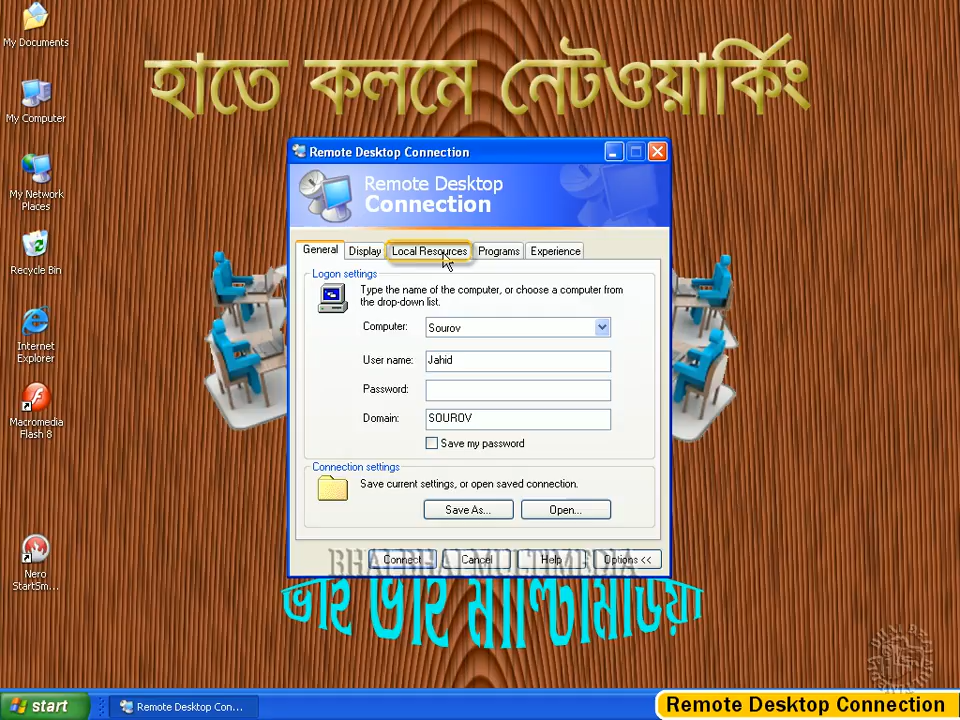 হাতে কলমে নেটওয়ার্কিং
My Documents
My Computer
My Network
Places
Recycle Bin
Internet
Explorer
Macromedia
Flash 8
Nero
StartSm...
Remote Desktop Connection
Remote Desktop
Connection
General Display Local Resources Programs Experience
Logon settings
Type the name of the computer, or choose a computer from
the drop-down list.
Computer: Sourov
User name: Jahid
Password:
Domain: SOUROV
Save my password
Connection settings
Save current settings, or open saved connection.
Save As... Open...
Connect Cancel Help Options <<
BHAI BHAI MULTIMEDIA
ভাই ভাই মাল্টিমিডিয়া
start Remote Desktop Con...
Remote Desktop Connection